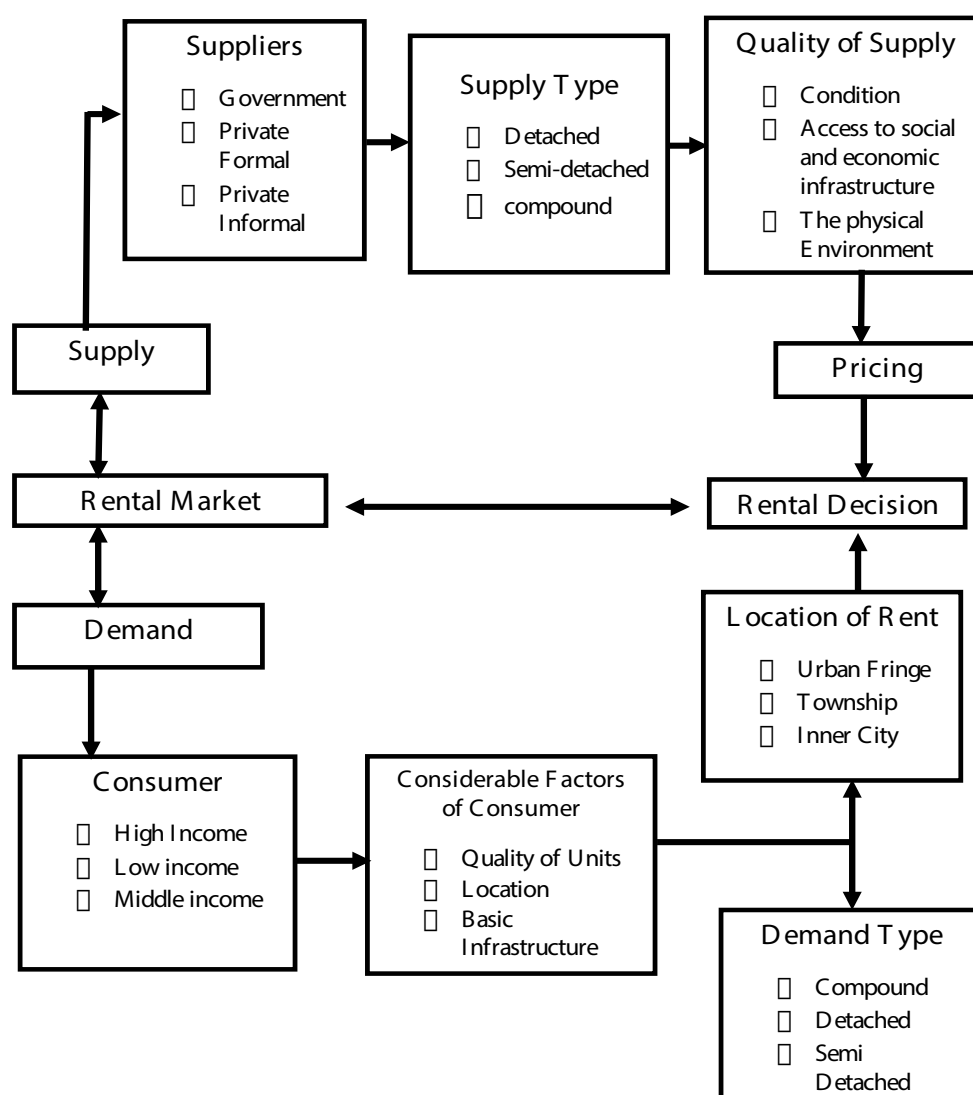 Suppliers
Government
Private
Formal
Private
Informal
Supply Type
Detached
Semi-detached
compound
Quality of Supply
Condition
Access to social
and economic
infrastructure
The physical
Environment
Supply
Pricing
Rental Market
Rental Decision
Demand
Location of Rent
Urban Fringe
Township
Inner City
Consumer
High Income
Low income
Middle income
Considerable Factors
of Consumer
Quality of Units
Location
Basic
Infrastructure
Demand Type
Compound
Detached
Semi
Detached